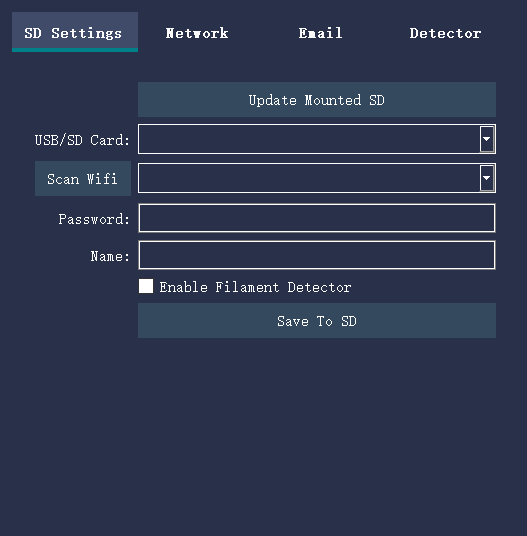 SD Settings Network Email Detector
Update Mounted SD
USB/SD Card:
Scan Wifi
Password:
Name:
Enable Filament Detector
Save To SD